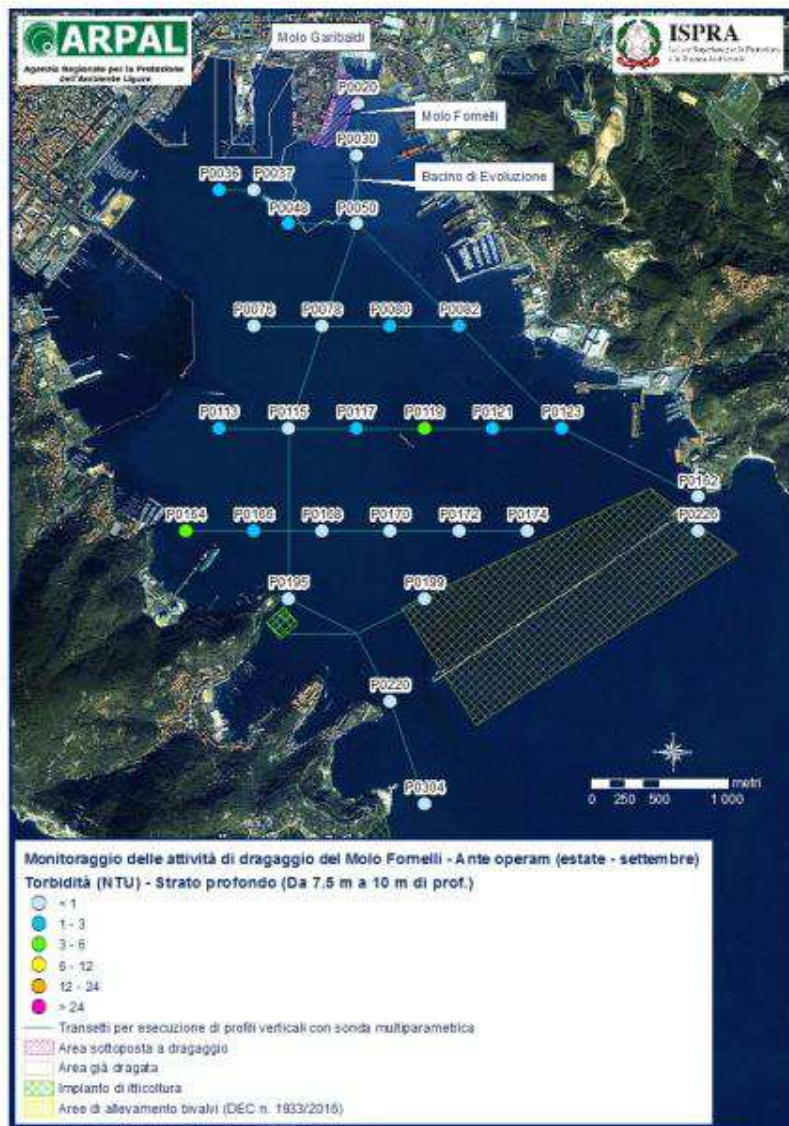 ARPAL
Agenzia Regionale per la Protezione
dell'Ambiente Ligure
Molo Garibaldi
ISPRA
P0020
Molo Fornelli
P0030
Bacino di Evoluzione
P0036
P0037
P0048
P0050
P0076
P0078
P0080
P0082
P0113
P0115
P0117
P0119
P0121
P0123
P0162
P0164
P0166
P0168
P0170
P0172
P0174
P0226
P0195
P0199
P0220
P0304
metri
0 250 500 1 000
Monitoraggio delle attività di dragaggio del Molo Fornelli - Ante operam (estate - settembre)
Torbidità (NTU) - Strato profondo (Da 7.5 m a 10 m di prof.)
< 1
1 - 3
3 - 6
6 - 12
12 - 24
> 24
Transetti per esecuzione di profili verticali con sonda multiparametrica
Area sottoposta a dragaggio
Area già dragata
Impianto di itticoltura
Aree di allevamento bivalvi (DEC n. 1933/2016)